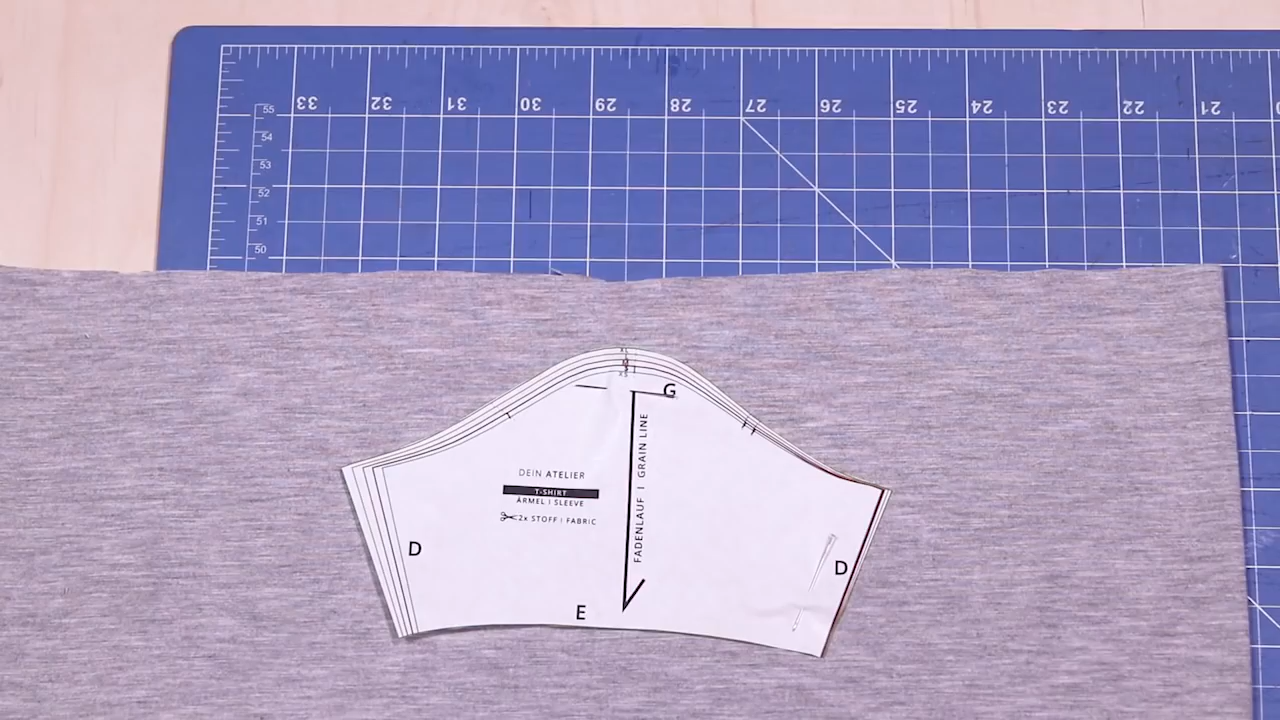 33 32 31 30 29 28 27 26 25 24 23 22 21
55
54
53
52
51
50
G
FADENLAUF | GRAIN LINE
DEIN ATELIER
T-SHIRT
ÄRMEL | SLEEVE
2x STOFF | FABRIC
D
D
E